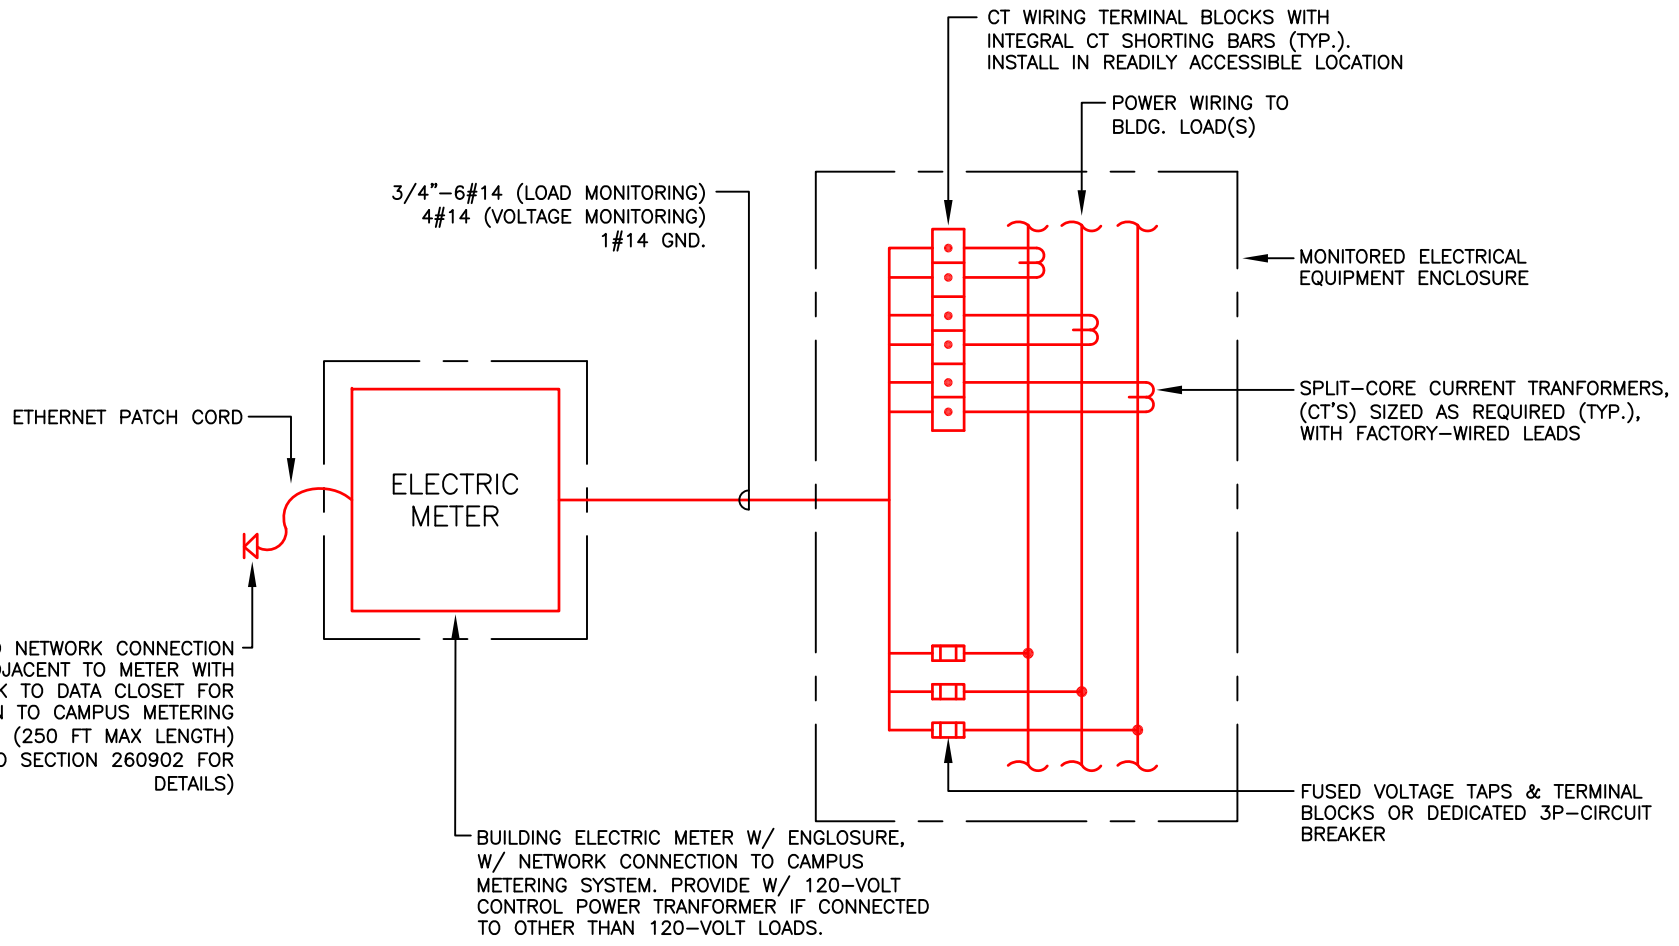 CT WIRING TERMINAL BLOCKS WITH
INTEGRAL CT SHORTING BARS (TYP.).
INSTALL IN READILY ACCESSIBLE LOCATION
POWER WIRING TO
BLDG. LOAD(S)
3/4"-6#14 (LOAD MONITORING)
4#14 (VOLTAGE MONITORING)
1#14 GND.
MONITORED ELECTRICAL
EQUIPMENT ENCLOSURE
SPLIT-CORE CURRENT TRANFORMERS,
(CT'S) SIZED AS REQUIRED (TYP.),
WITH FACTORY-WIRED LEADS
ETHERNET PATCH CORD
ELECTRIC
METER
NETWORK CONNECTION
TO METER WITH
TO DATA CLOSET FOR
TO CAMPUS METERING
(250 FT MAX LENGTH)
SECTION 260902 FOR
DETAILS)
BUILDING ELECTRIC METER W/ ENGLOSURE,
W/ NETWORK CONNECTION TO CAMPUS
METERING SYSTEM. PROVIDE W/ 120-VOLT
CONTROL POWER TRANFORMER IF CONNECTED
TO OTHER THAN 120-VOLT LOADS.
FUSED VOLTAGE TAPS & TERMINAL
BLOCKS OR DEDICATED 3P-CIRCUIT
BREAKER